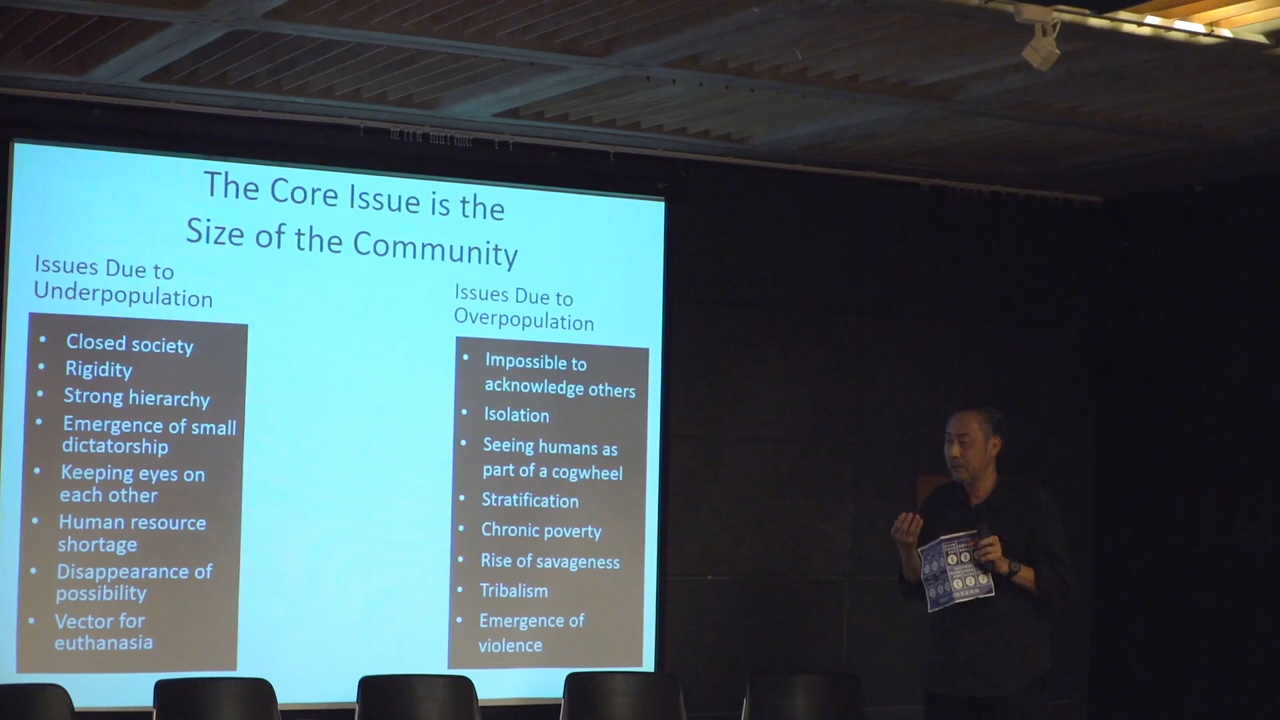 The Core Issue is the
Size of the Community
Issues Due to
Underpopulation
• Closed society
• Rigidity
• Strong hierarchy
• Emergence of small
dictatorship
• Keeping eyes on
each other
• Human resource
shortage
• Disappearance of
possibility
• Vector for
euthanasia
Issues Due to
Overpopulation
• Impossible to
acknowledge others
• Isolation
• Seeing humans as
part of a cogwheel
• Stratification
• Chronic poverty
• Rise of savageness
• Tribalism
• Emergence of
violence